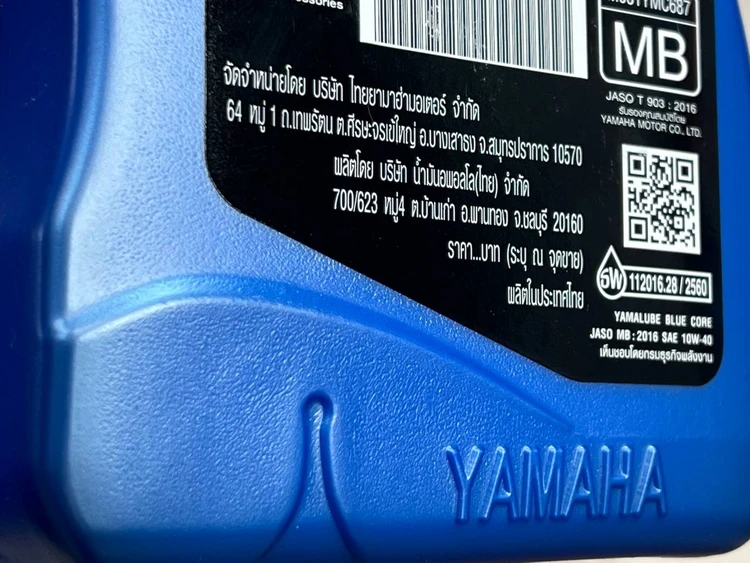 MB
JASO T 903 : 2016
รับรองคุณสมบัติโดย
YAMAHA MOTOR CO., LTD.
จัดจำหน่ายโดย บริษัท ไทยยามาฮ่ามอเตอร์ จำกัด
64 หมู่ 1 ถ.เทพรัตน ต.ศีรษะจรเข้ใหญ่ อ.บางเสาธง จ.สมุทรปราการ 10570
ผลิตโดย บริษัท น้ำมันอพอลโล(ไทย) จำกัด
700/623 หมู่4 ต.บ้านเก่า อ.พานทอง จ.ชลบุรี 20160
ราคา...บาท (ระบุ ณ จุดขาย)
ผลิตในประเทศไทย
112016.28 / 2560
YAMALUBE BLUE CORE
JASO MB : 2016 SAE 10W-40
เห็นชอบโดยกรมธุรกิจพลังงาน
YAMAHA